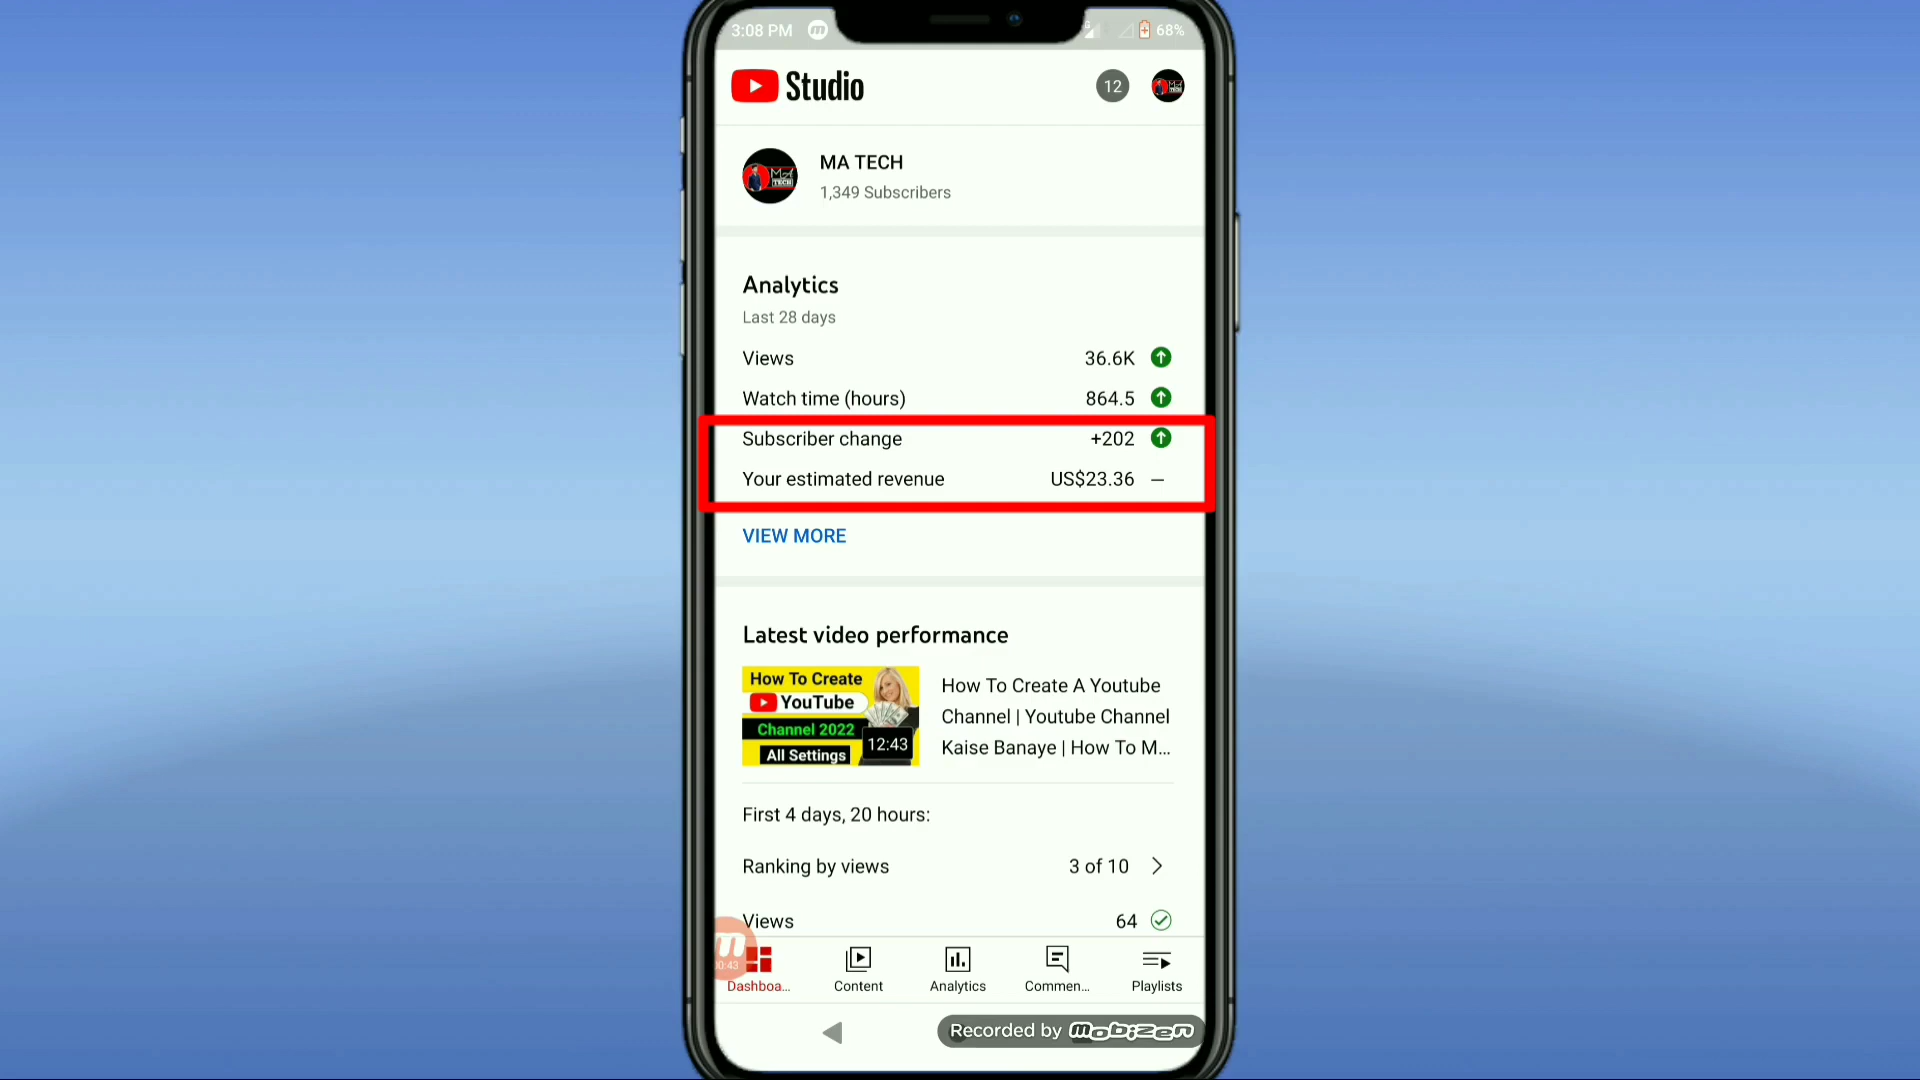 3:08 PM
68%
Studio
12
MA TECH
1,349 Subscribers
Analytics
Last 28 days
Views 36.6K
Watch time (hours) 864.5
Subscriber change +202
Your estimated revenue US$23.36 –
VIEW MORE
Latest video performance
How To Create
YouTube
Channel 2022
All Settings
12:43
How To Create A Youtube
Channel | Youtube Channel
Kaise Banaye | How To M...
First 4 days, 20 hours:
Ranking by views 3 of 10
Views 64
00:43
Dashboa...
Content
Analytics
Commen...
Playlists
Recorded by mobizen